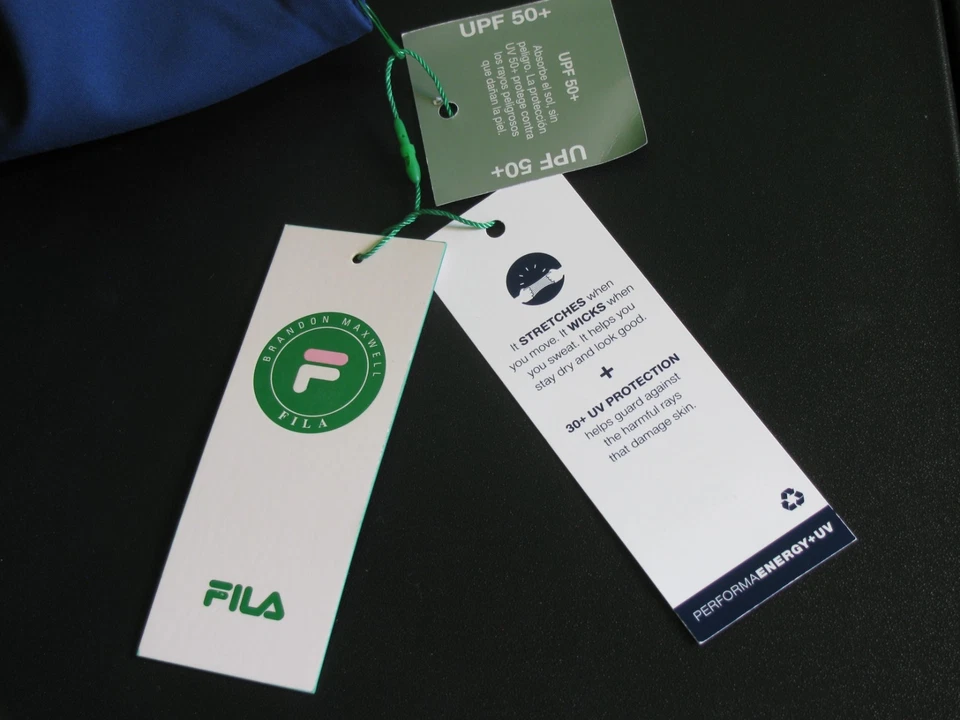 UPF 50+
UPF 50+
Absorbe el sol, sin
peligro. La protección
UV 50+ protege contra
los rayos peligrosos
que dañan la piel.
UPF 50+
BRANDON MAXWELL
F
FILA
FILA
It STRETCHES when
you move. It WICKS when
you sweat. It helps you
stay dry and look good.
+
30+ UV PROTECTION
helps guard against
the harmful rays
that damage skin.
PERFORMAENERGY+UV